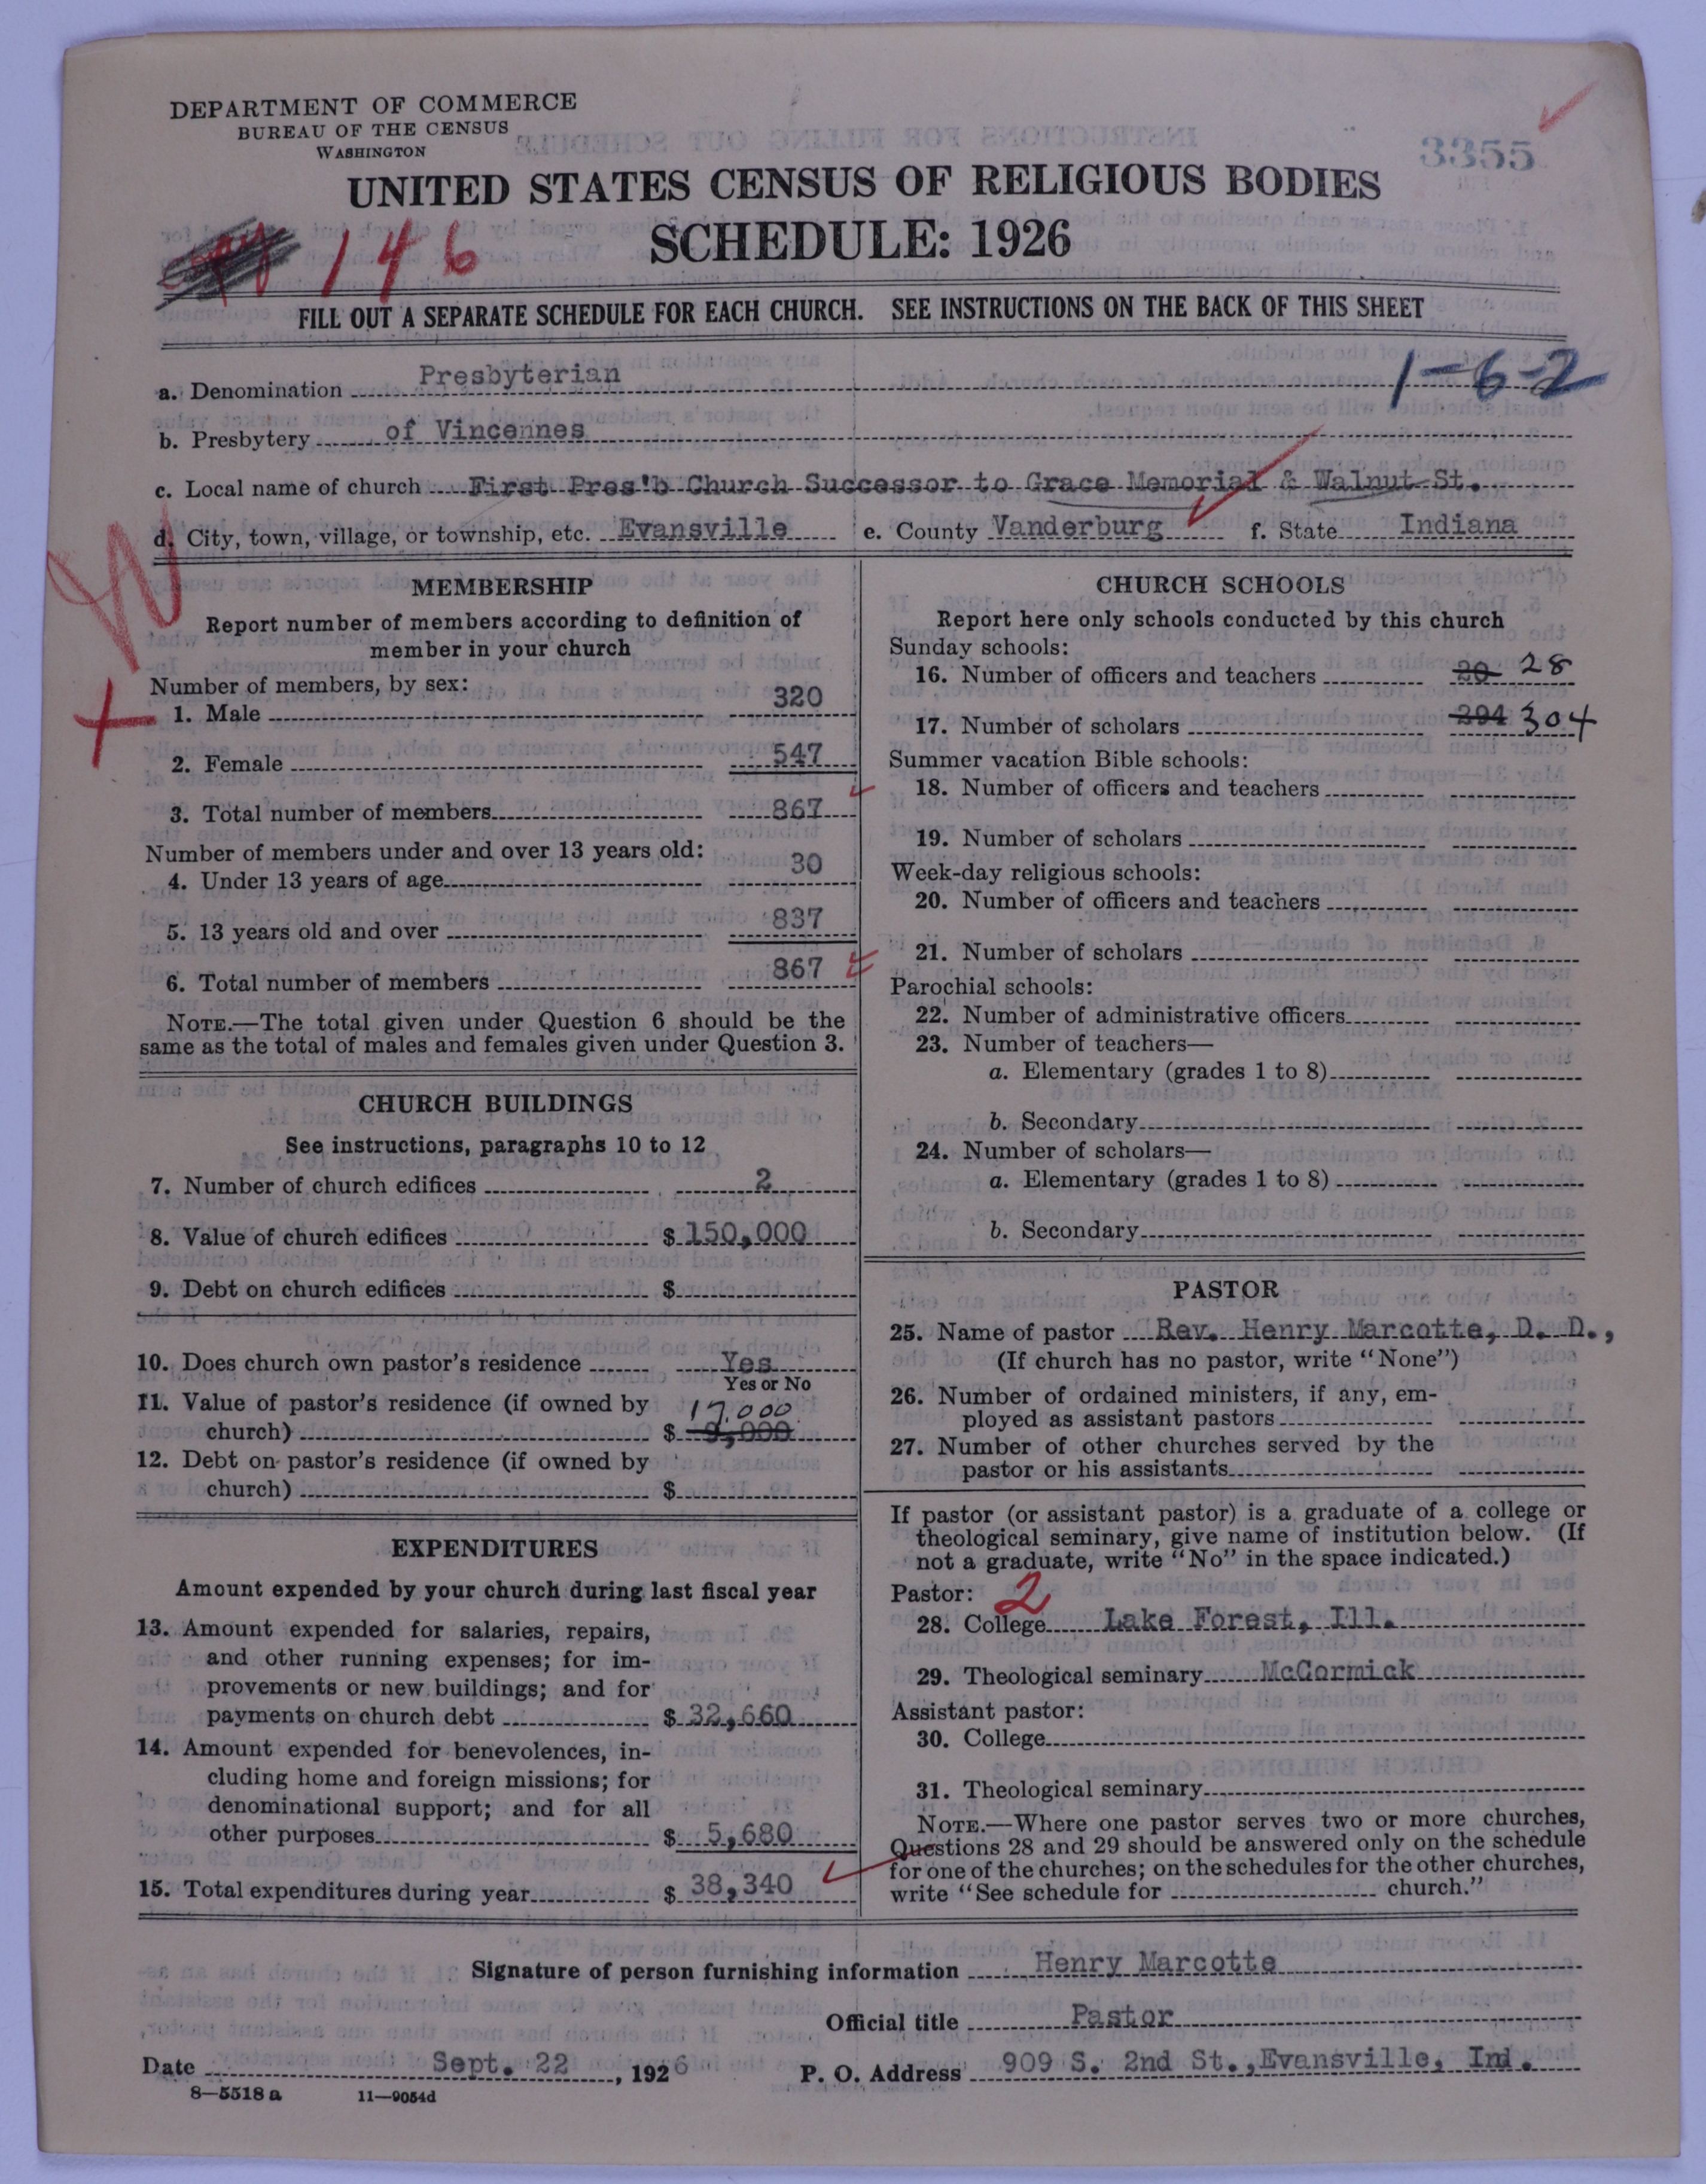 DEPARTMENT OF COMMERCE
BUREAU OF THE CENSUS
WASHINGTON
3355
UNITED STATES CENSUS OF RELIGIOUS BODIES
146
SCHEDULE: 1926
FILL OUT A SEPARATE SCHEDULE FOR EACH CHURCH. SEE INSTRUCTIONS ON THE BACK OF THIS SHEET
1-6-2
a. Denomination Presbyterian
b. Presbytery of Vincennes
c. Local name of church First Pres'b Church Successor to Grace Memorial & Walnut St.
d. City, town, village, or township, etc. Evansville e. County Vanderburg f. State Indiana
MEMBERSHIP
Report number of members according to definition of
member in your church
Number of members, by sex:
1. Male 320
2. Female 547
3. Total number of members 867
Number of members under and over 13 years old:
4. Under 13 years of age 30
5. 13 years old and over 837
6. Total number of members 867
NOTE.—The total given under Question 6 should be the
same as the total of males and females given under Question 3.
CHURCH BUILDINGS
See instructions, paragraphs 10 to 12
7. Number of church edifices 2
8. Value of church edifices $ 150,000
9. Debt on church edifices $
10. Does church own pastor's residence Yes
Yes or No
11. Value of pastor's residence (if owned by 17,000
church) $ 9,000
12. Debt on pastor's residence (if owned by
church) $
EXPENDITURES
Amount expended by your church during last fiscal year
13. Amount expended for salaries, repairs,
and other running expenses; for im-
provements or new buildings; and for
payments on church debt $ 32,660
14. Amount expended for benevolences, in-
cluding home and foreign missions; for
denominational support; and for all
other purposes $ 5,680
15. Total expenditures during year $ 38,340
CHURCH SCHOOLS
Report here only schools conducted by this church
Sunday schools:
16. Number of officers and teachers 20 28
17. Number of scholars 294 304
Summer vacation Bible schools:
18. Number of officers and teachers
19. Number of scholars
Week-day religious schools:
20. Number of officers and teachers
21. Number of scholars
Parochial schools:
22. Number of administrative officers
23. Number of teachers—
a. Elementary (grades 1 to 8)
b. Secondary
24. Number of scholars—
a. Elementary (grades 1 to 8)
b. Secondary
PASTOR
25. Name of pastor Rev. Henry Marcotte, D. D.,
(If church has no pastor, write "None")
26. Number of ordained ministers, if any, em-
ployed as assistant pastors
27. Number of other churches served by the
pastor or his assistants
If pastor (or assistant pastor) is a graduate of a college or
theological seminary, give name of institution below. (If
not a graduate, write "No" in the space indicated.)
Pastor: 2
28. College Lake Forest, Ill.
29. Theological seminary McCormick
Assistant pastor:
30. College
31. Theological seminary
NOTE.—Where one pastor serves two or more churches,
Questions 28 and 29 should be answered only on the schedule
for one of the churches; on the schedules for the other churches,
write "See schedule for church."
Signature of person furnishing information Henry Marcotte
Official title Pastor
Date Sept. 22, 1926 P. O. Address 909 S. 2nd St., Evansville, Ind.
8—5518 a 11—9054d